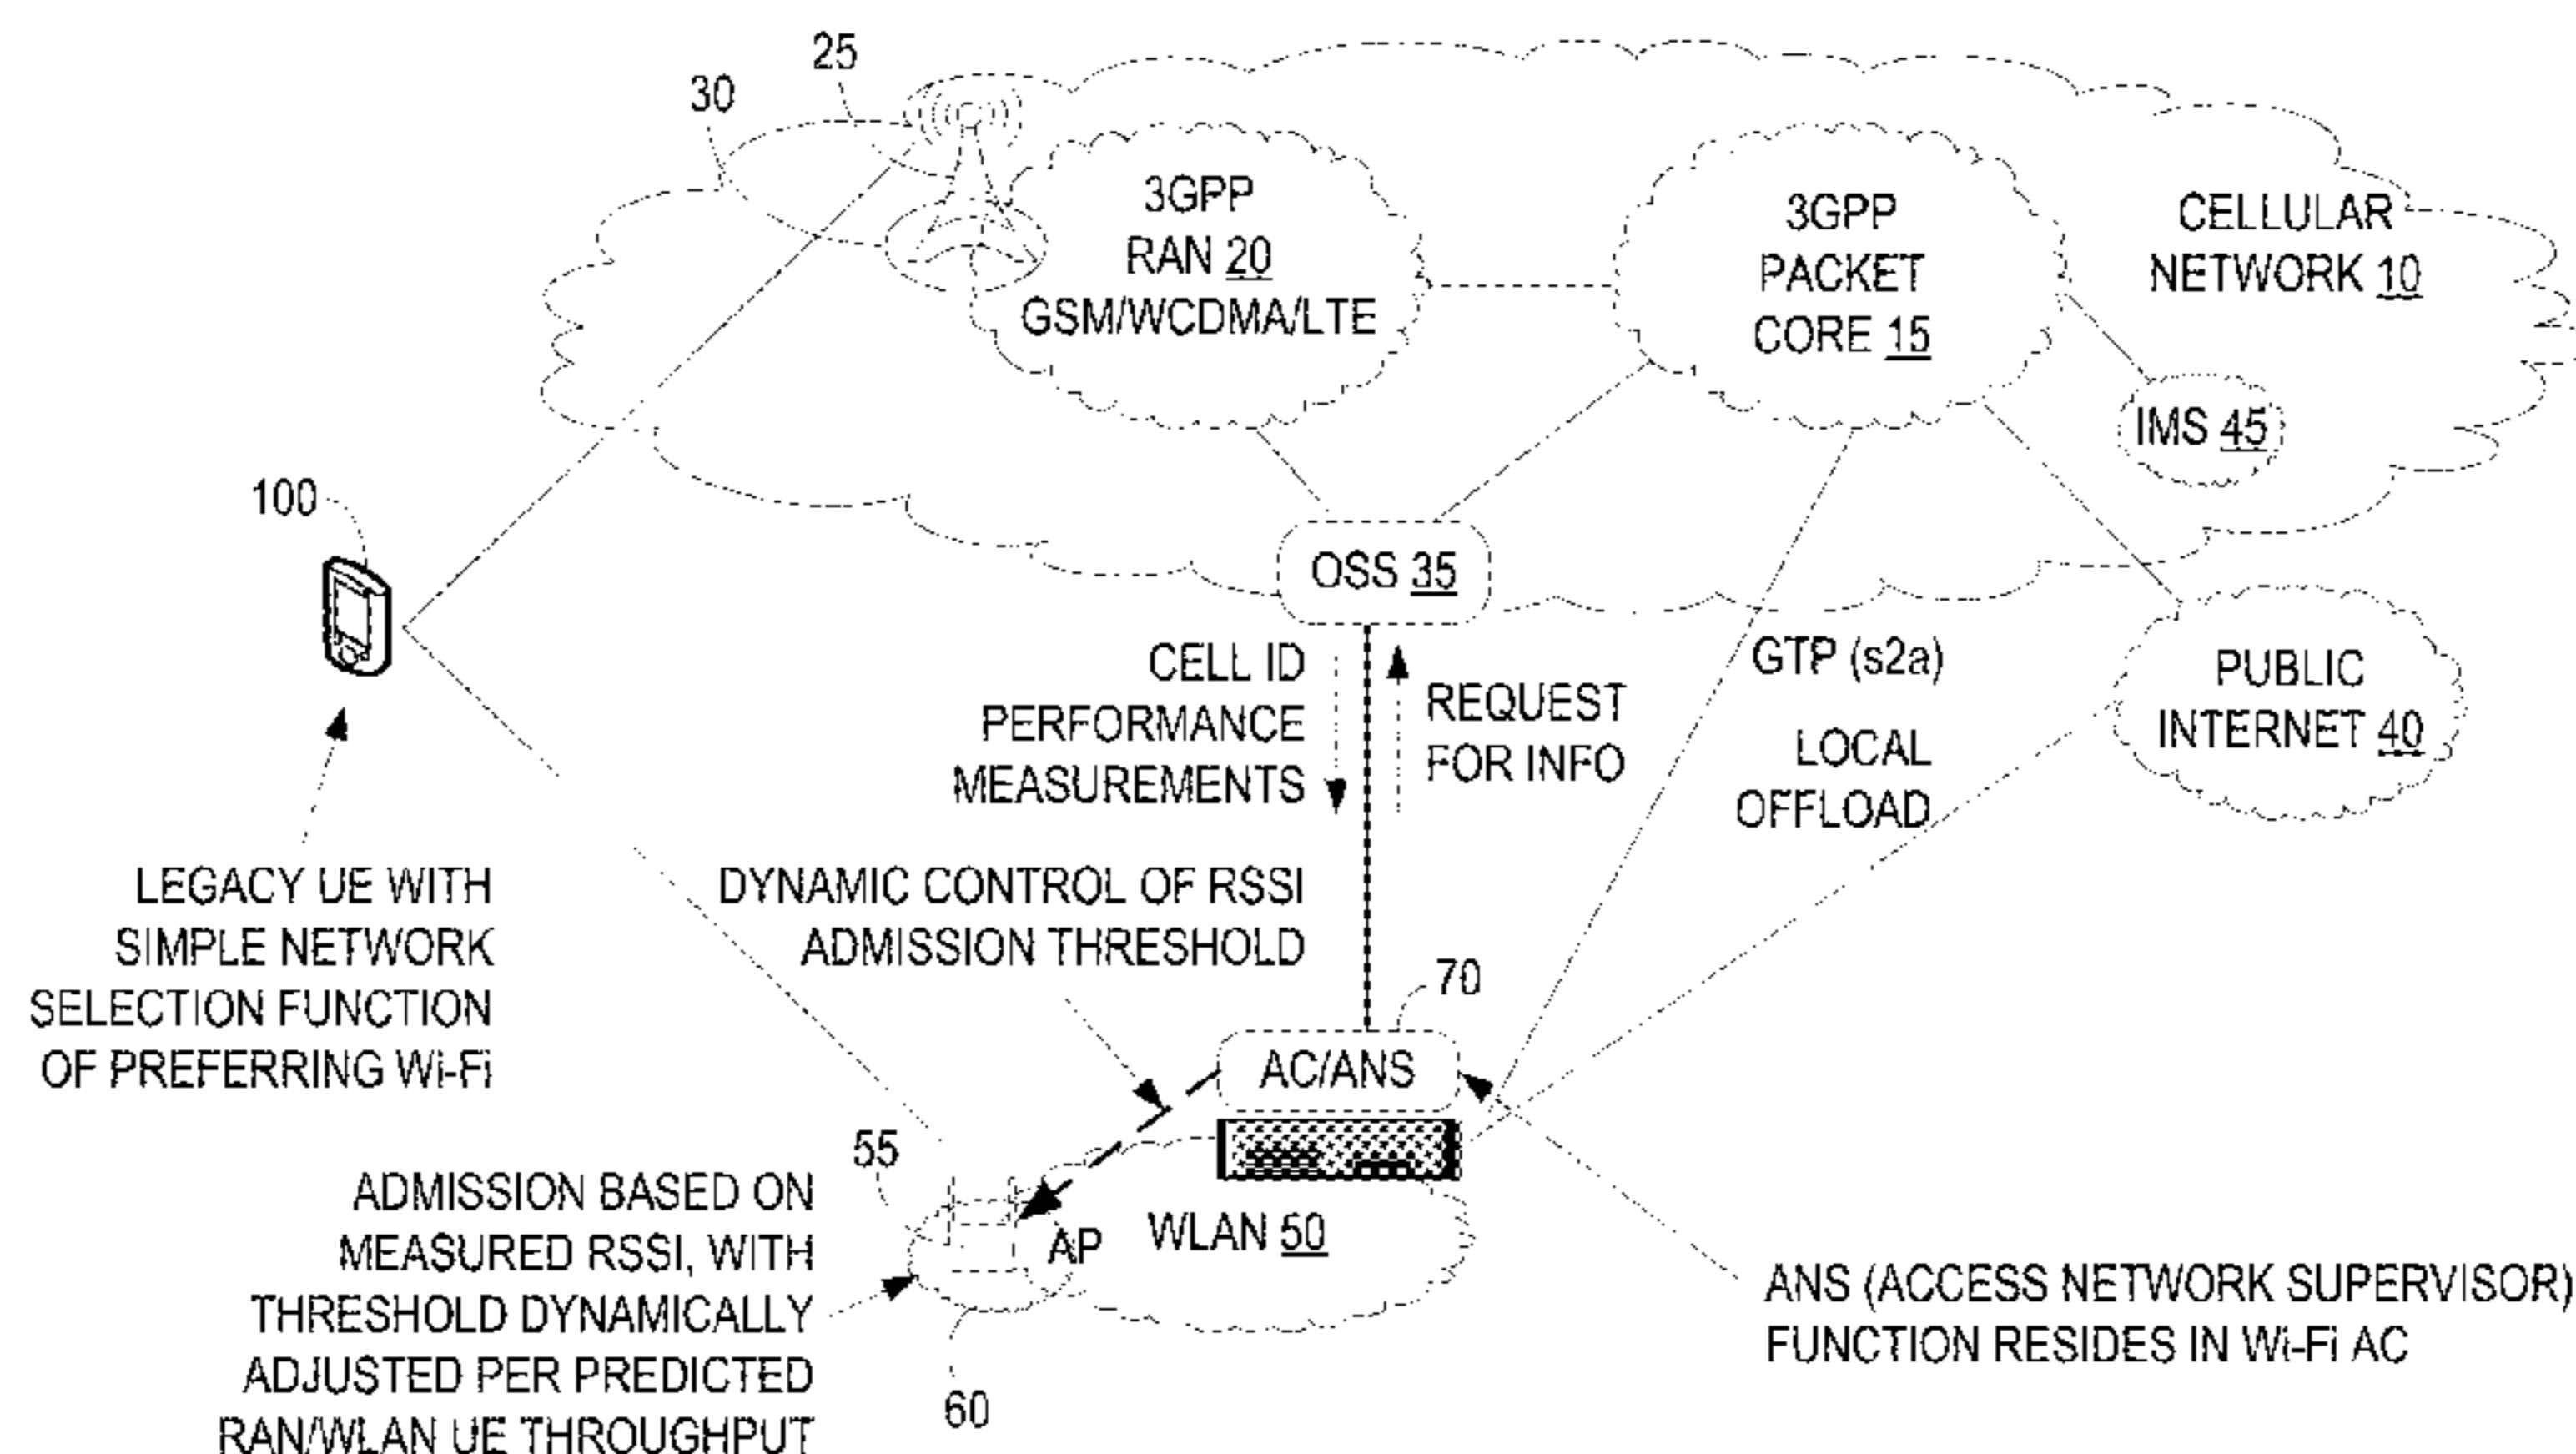 25
30
3GPP
RAN 20
GSM/WCDMA/LTE
3GPP
PACKET
CORE 15
CELLULAR
NETWORK 10
IMS 45
100
OSS 35
CELL ID
PERFORMANCE
MEASUREMENTS
REQUEST
FOR INFO
GTP (s2a)
LOCAL
OFFLOAD
PUBLIC
INTERNET 40
LEGACY UE WITH
SIMPLE NETWORK
SELECTION FUNCTION
OF PREFERRING Wi-Fi
DYNAMIC CONTROL OF RSSI
ADMISSION THRESHOLD
70
AC/ANS
55
ADMISSION BASED ON
MEASURED RSSI, WITH
THRESHOLD DYNAMICALLY
ADJUSTED PER PREDICTED
RAN/WLAN UE THROUGHPUT
AP
WLAN 50
60
ANS (ACCESS NETWORK SUPERVISOR)
FUNCTION RESIDES IN Wi-Fi AC